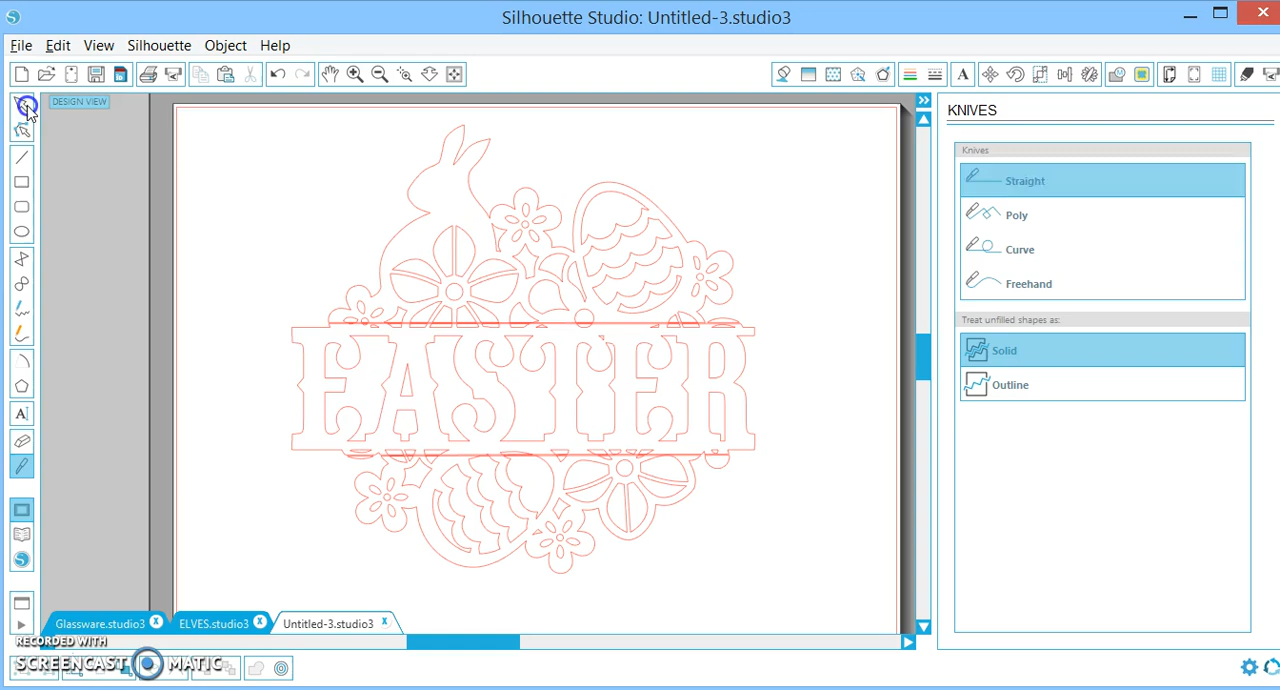 Silhouette Studio: Untitled-3.studio3
File Edit View Silhouette Object Help
DESIGN VIEW
KNIVES
Knives
Straight
Poly
Curve
Freehand
Treat unfilled shapes as:
Solid
Outline
EASTER
Glassware.studio3 ELVES.studio3 Untitled-3.studio3
RECORDED WITH
SCREENCAST MATIC